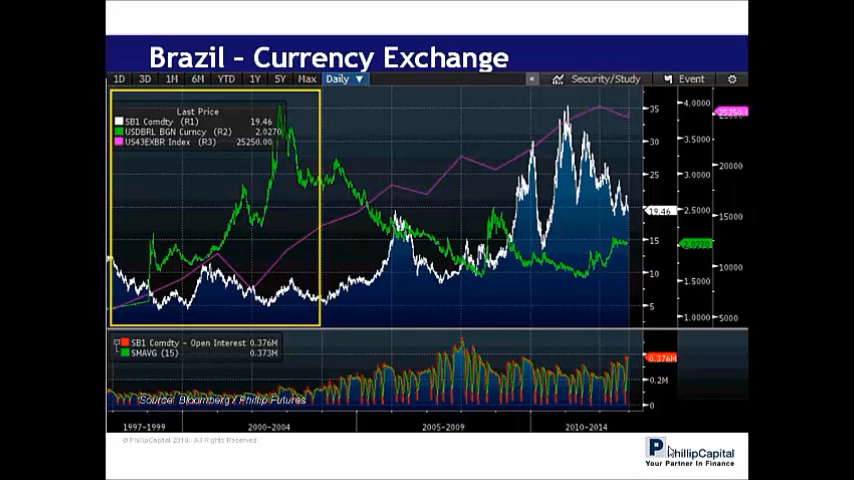 Brazil – Currency Exchange
1D 3D 1M 6M YTD 1Y 5Y Max Daily ▼ « Security/Study Event
Last Price
SB1 Comdty (R1) 19.46
USDBRL BGN Curncy (R2) 2.0270
US43EXBR Index (R3) 25250.00
35
30
25
19.46
15
10
5
4.0000
3.5000
3.0000
2.5000
2.0270
1.5000
1.0000
25250.0
20000
15000
10000
5000
SB1 Comdty - Open Interest 0.376M
SMAVG (15) 0.373M
0.376M
0.2M
0
Source: Bloomberg / Phillip Futures
1997-1999 2000-2004 2005-2009 2010-2014
© PhillipCapital 2010. All Rights Reserved.
P PhillipCapital
Your Partner In Finance